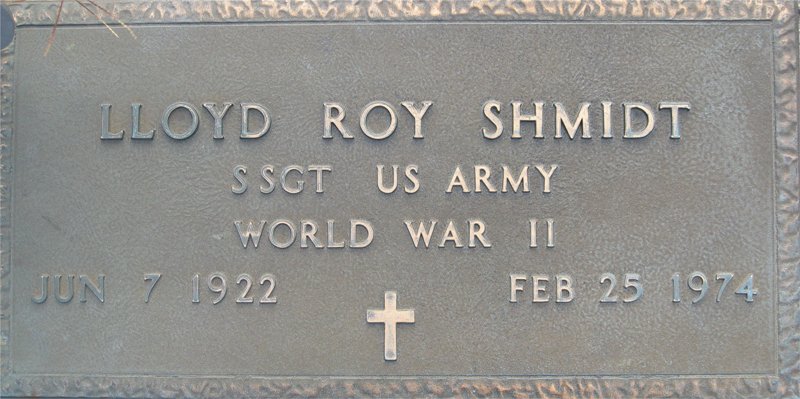 LLOYD ROY SHMIDT
SSGT US ARMY
WORLD WAR II
JUN 7 1922 FEB 25 1974